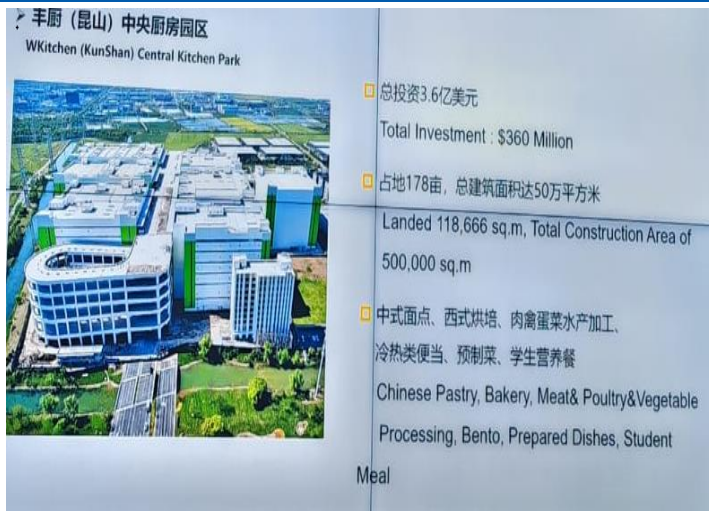 丰厨（昆山）中央厨房园区
WKitchen (KunShan) Central Kitchen Park
总投资3.6亿美元
Total Investment : $360 Million
占地178亩，总建筑面积达50万平方米
Landed 118,666 sq.m, Total Construction Area of
500,000 sq.m
中式面点、西式烘培、肉禽蛋菜水产加工、
冷热类便当、预制菜、学生营养餐
Chinese Pastry, Bakery, Meat& Poultry&Vegetable
Processing, Bento, Prepared Dishes, Student
Meal